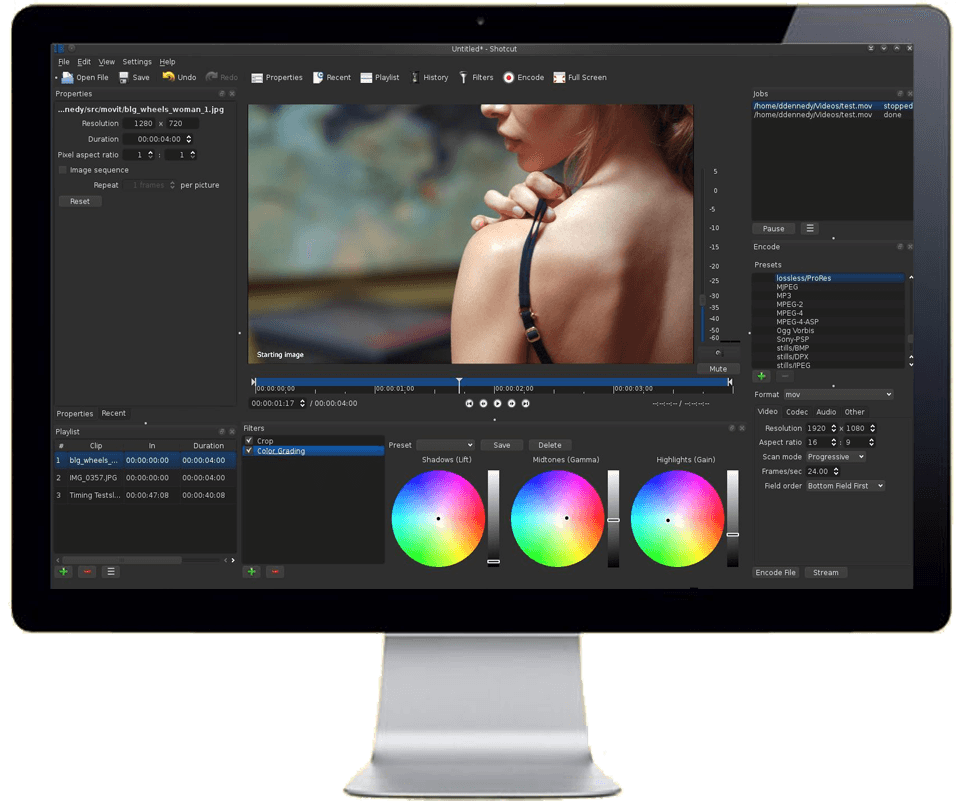 Untitled* - Shotcut
File Edit View Settings Help
Open File Save Undo Redo Properties Recent Playlist History Filters Encode Full Screen
Properties
...nedy/src/movit/blg_wheels_woman_1.jpg
Resolution 1280 x 720
Duration 00:00:04:00
Pixel aspect ratio 1 : 1
Image sequence
Repeat 1 frames per picture
Reset
Properties Recent
Playlist
# Clip In Duration
1 blg_wheels_... 00:00:00:00 00:00:04:00
2 IMG_0357.JPG 00:00:00:00 00:00:04:00
3 Timing Testsl... 00:00:47:08 00:00:40:08
Starting image
5
0
-5
-10
-15
-20
-25
-30
-35
-40
-50
-60
Mute
00:00:00:00 00:00:01:00 00:00:02:00 00:00:03:00
00:00:01:17 / 00:00:04:00 --:--:--:-- / --:--:--:--
Filters
Crop
Color Grading
Preset Save Delete
Shadows (Lift) Midtones (Gamma) Highlights (Gain)
Jobs
/home/ddennedy/Videos/test.mov stopped
/home/ddennedy/Videos/test.mov done
Pause
Encode
Presets
lossless/ProRes
MJPEG
MP3
MPEG-2
MPEG-4
MPEG-4-ASP
Ogg Vorbis
Sony-PSP
stills/BMP
stills/DPX
stills/JPEG
Format mov
Video Codec Audio Other
Resolution 1920 x 1080
Aspect ratio 16 : 9
Scan mode Progressive
Frames/sec 24.00
Field order Bottom Field First
Encode File Stream